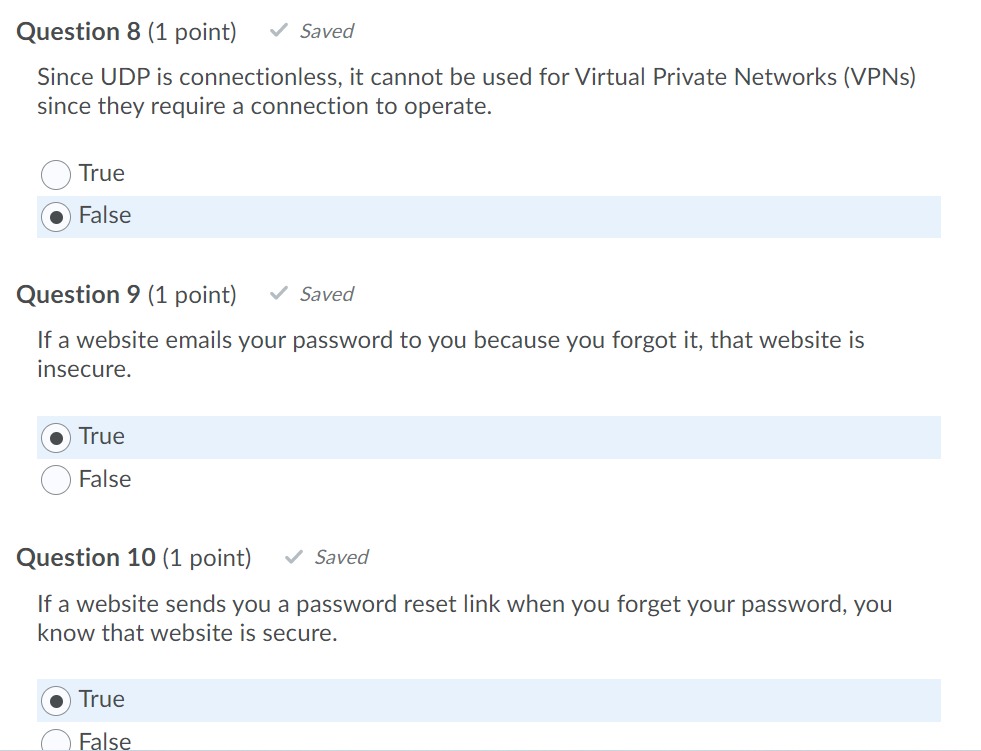 Question 8 (1 point) ✓ Saved
Since UDP is connectionless, it cannot be used for Virtual Private Networks (VPNs)
since they require a connection to operate.
True
False
Question 9 (1 point) ✓ Saved
If a website emails your password to you because you forgot it, that website is
insecure.
True
False
Question 10 (1 point) ✓ Saved
If a website sends you a password reset link when you forget your password, you
know that website is secure.
True
False